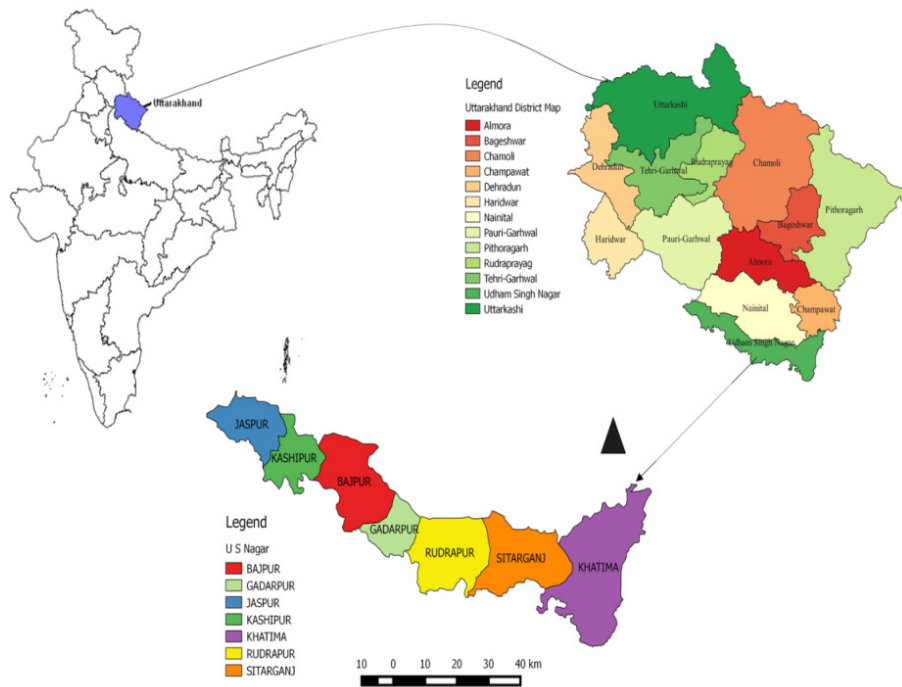 Uttarakhand
Legend
Uttarakhand District Map
Almora
Bageshwar
Chamoli
Champawat
Dehradun
Haridwar
Nainital
Pauri-Garhwal
Pithoragarh
Rudraprayag
Tehri-Garhwal
Udham Singh Nagar
Uttarkashi
Uttarkashi
Dehradun
Tehri-Garhwal
Rudraprayag
Chamoli
Haridwar
Pauri-Garhwal
Bageshwar
Pithoragarh
Almora
Nainital
Champawat
Udham Singh Nagar
JASPUR
KASHIPUR
BAJPUR
GADARPUR
RUDRAPUR
SITARGANJ
KHATIMA
Legend
U S Nagar
BAJPUR
GADARPUR
JASPUR
KASHIPUR
KHATIMA
RUDRAPUR
SITARGANJ
10 0 10 20 30 40 km